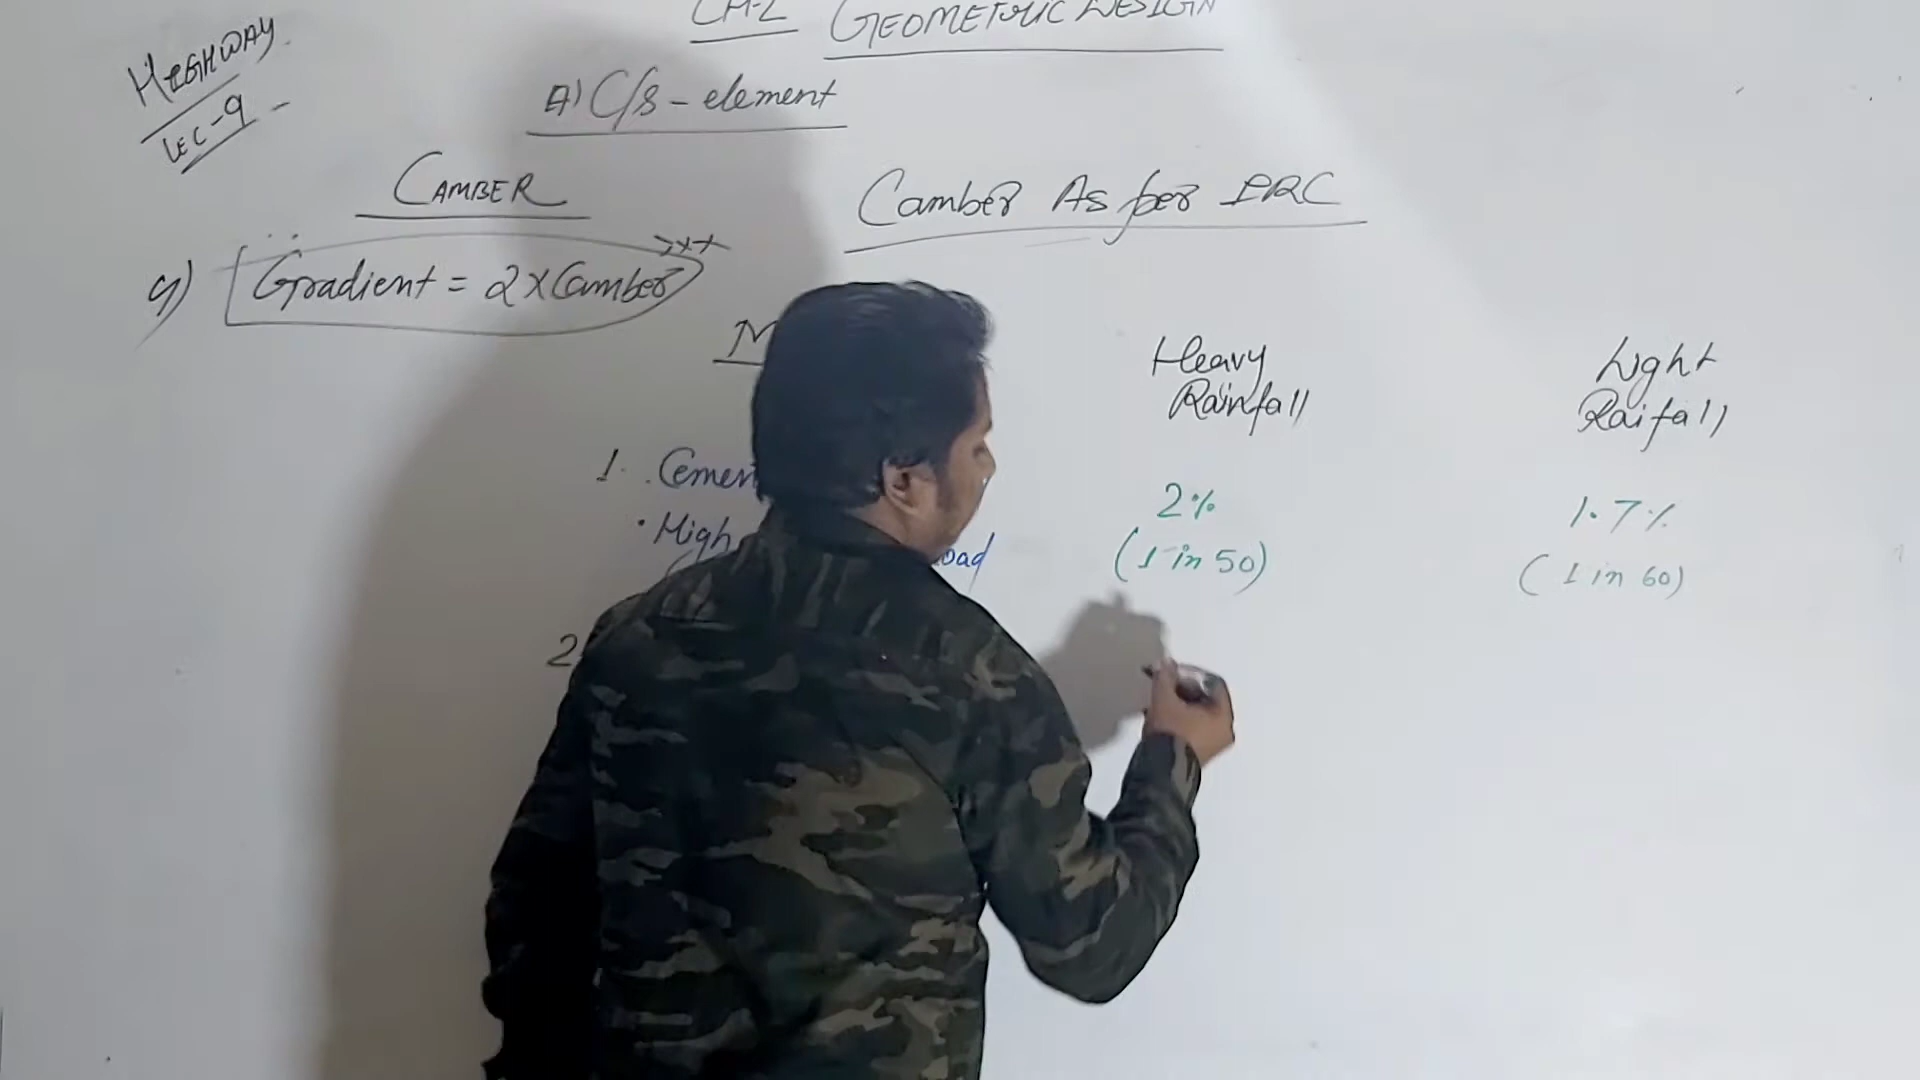 HIGHWAY
LEC-9
CH-2 GEOMETRIC DESIGN
A) C/s - element
CAMBER
Camber As per IRC
9) Gradient = 2 x Camber
Heavy Rainfall
Light Raifall
1. Cemen
2%
1.7%
• High oad
(1 in 50)
(1 in 60)
2